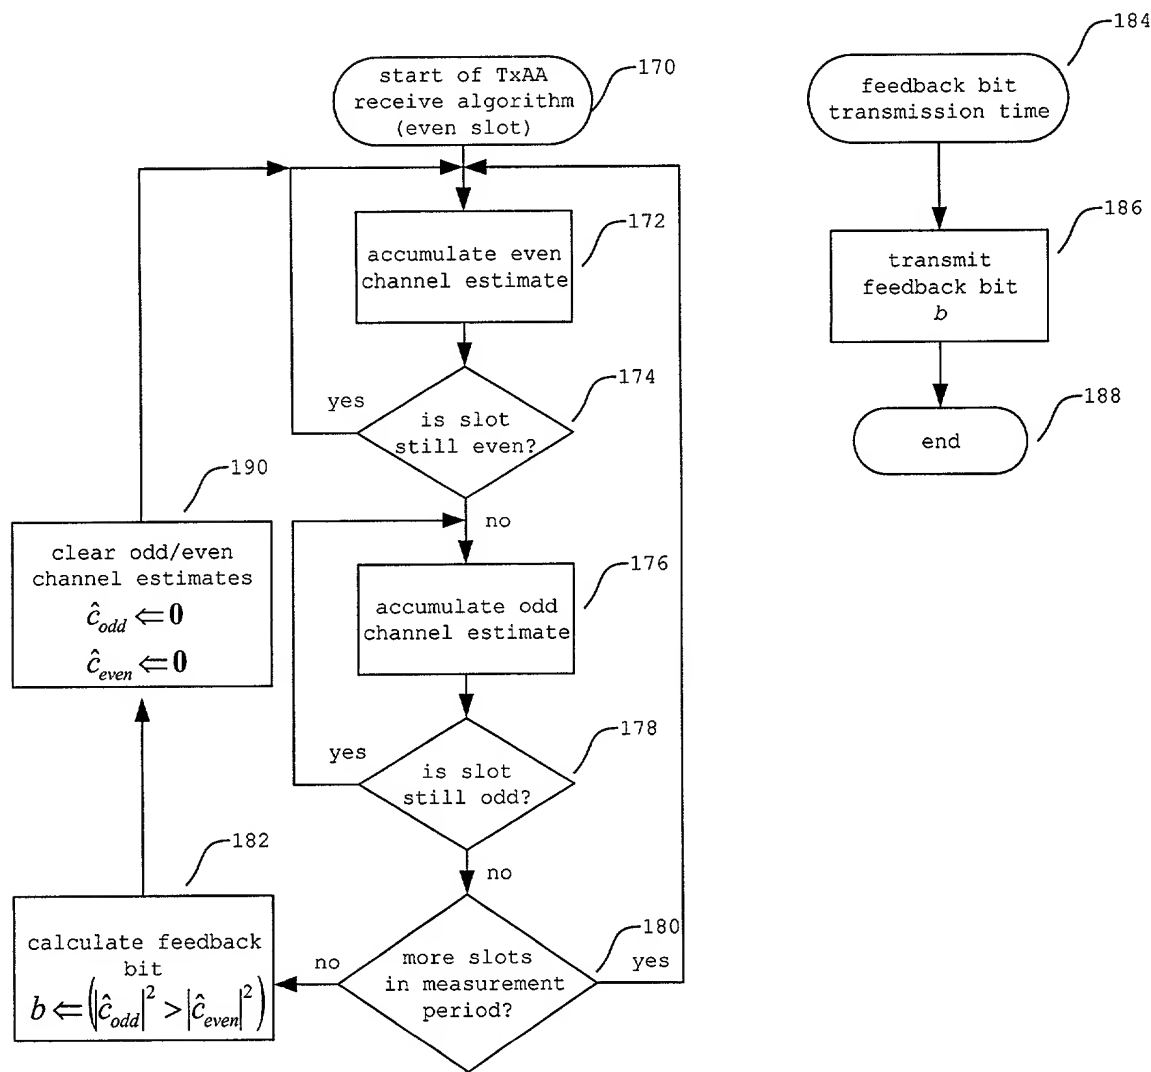 start of TxAA
receive algorithm
(even slot)
170
accumulate even
channel estimate
172
is slot
still even?
174
yes
no
accumulate odd
channel estimate
176
is slot
still odd?
178
yes
no
more slots
in measurement
period?
180
yes
no
calculate feedback
bit
b ⇐ (|ĉ_odd|² > |ĉ_even|²)
182
clear odd/even
channel estimates
ĉ_odd ⇐ 0
ĉ_even ⇐ 0
190
feedback bit
transmission time
184
transmit
feedback bit
b
186
end
188